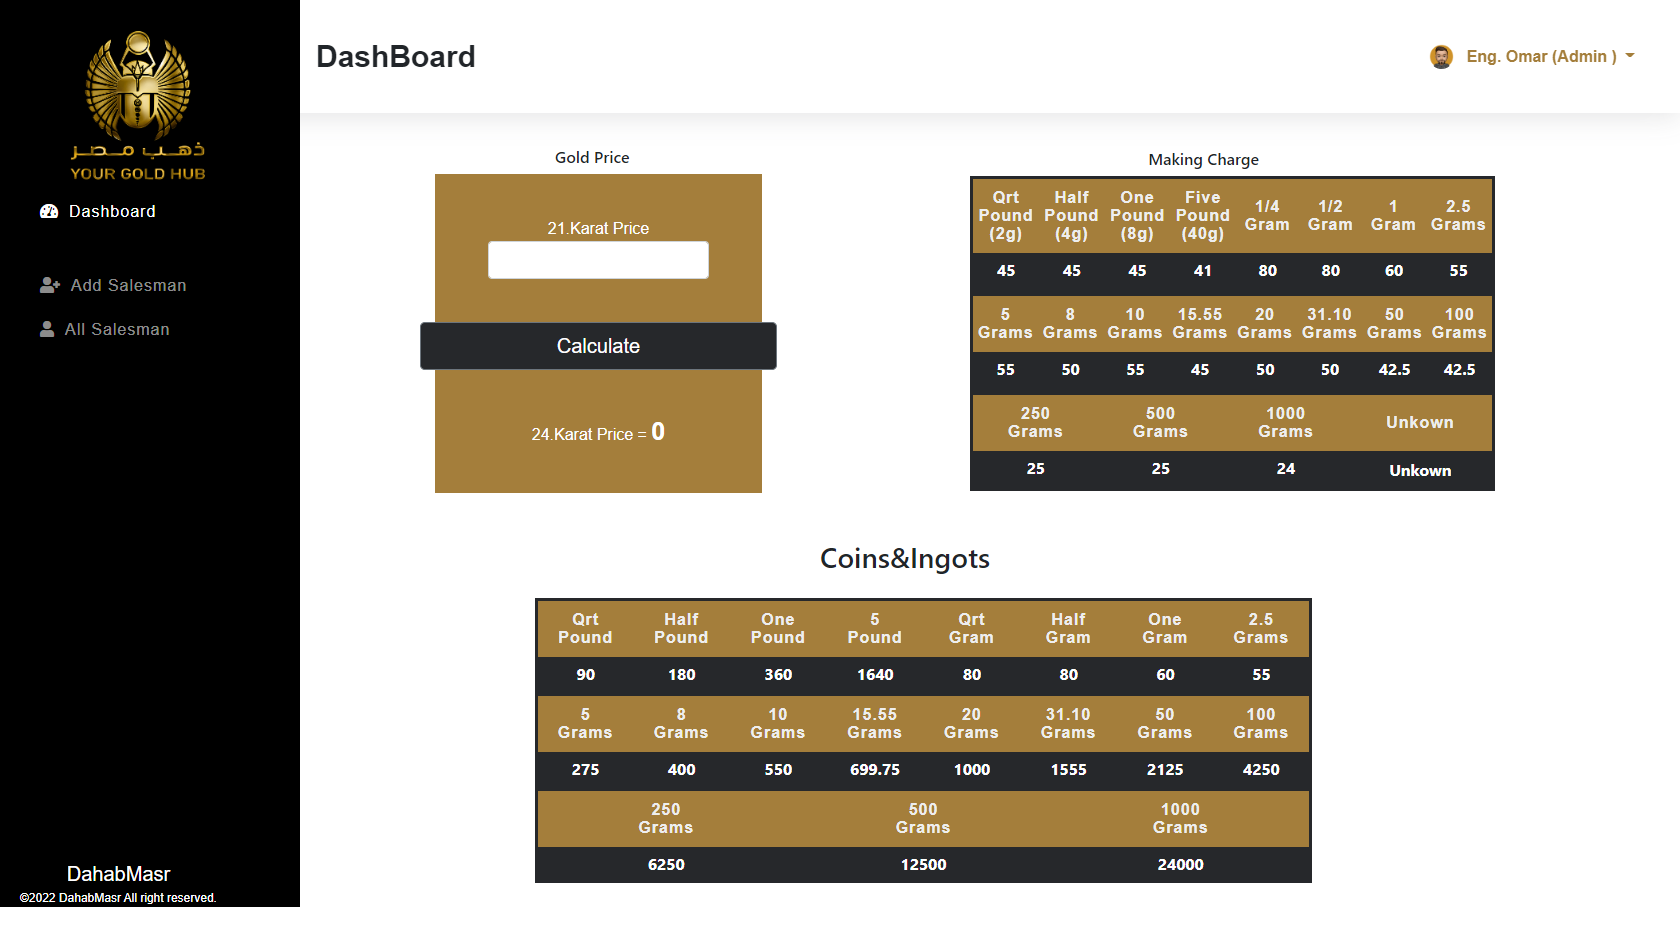 ذهب مصر
YOUR GOLD HUB
Dashboard
Add Salesman
All Salesman
DahabMasr
©2022 DahabMasr All right reserved.
DashBoard
Eng. Omar (Admin )
Gold Price
21.Karat Price
Calculate
24.Karat Price = 0
Making Charge
Qrt Half One Five
Pound Pound Pound Pound 1/4 1/2 1 2.5
(2g) (4g) (8g) (40g) Gram Gram Gram Grams
45 45 45 41 80 80 60 55
5 8 10 15.55 20 31.10 50 100
Grams Grams Grams Grams Grams Grams Grams Grams
55 50 55 45 50 50 42.5 42.5
250 500 1000 Unkown
Grams Grams Grams
25 25 24 Unkown
Coins&Ingots
Qrt Half One 5 Qrt Half One 2.5
Pound Pound Pound Pound Gram Gram Gram Grams
90 180 360 1640 80 80 60 55
5 8 10 15.55 20 31.10 50 100
Grams Grams Grams Grams Grams Grams Grams Grams
275 400 550 699.75 1000 1555 2125 4250
250 500 1000
Grams Grams Grams
6250 12500 24000